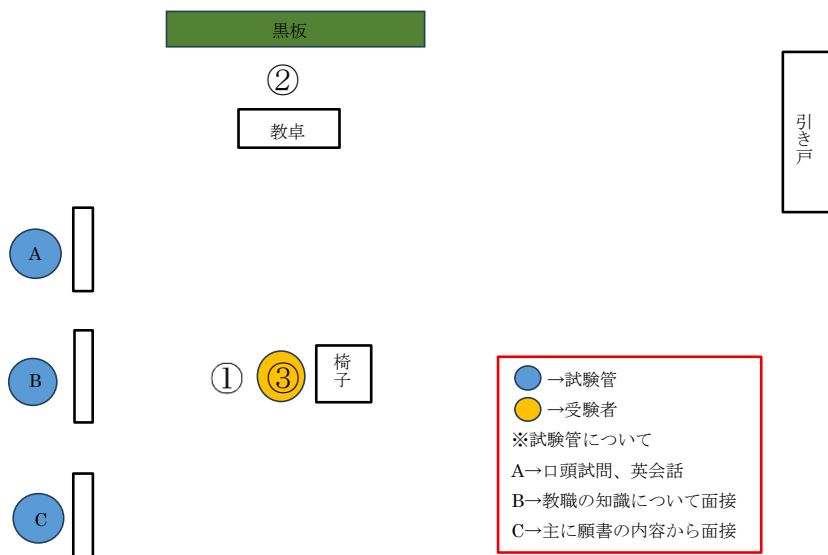 黒板
②
教卓
引き戸
A
B
①
③
椅子
C
→試験管
→受験者
※試験管について
A→口頭試問、英会話
B→教職の知識について面接
C→主に願書の内容から面接